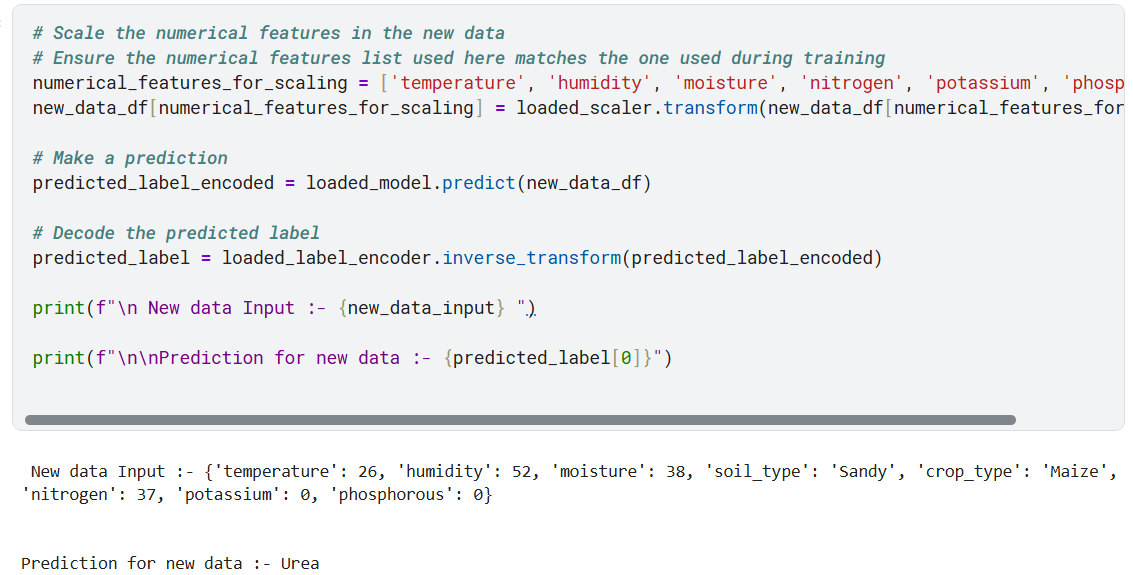 # Scale the numerical features in the new data
# Ensure the numerical features list used here matches the one used during training
numerical_features_for_scaling = ['temperature', 'humidity', 'moisture', 'nitrogen', 'potassium', 'phosp
new_data_df[numerical_features_for_scaling] = loaded_scaler.transform(new_data_df[numerical_features_for
# Make a prediction
predicted_label_encoded = loaded_model.predict(new_data_df)
# Decode the predicted label
predicted_label = loaded_label_encoder.inverse_transform(predicted_label_encoded)
print(f"\n New data Input :- {new_data_input} ")
print(f"\n\nPrediction for new data :- {predicted_label[0]}")
New data Input :- {'temperature': 26, 'humidity': 52, 'moisture': 38, 'soil_type': 'Sandy', 'crop_type': 'Maize',
'nitrogen': 37, 'potassium': 0, 'phosphorous': 0}
Prediction for new data :- Urea